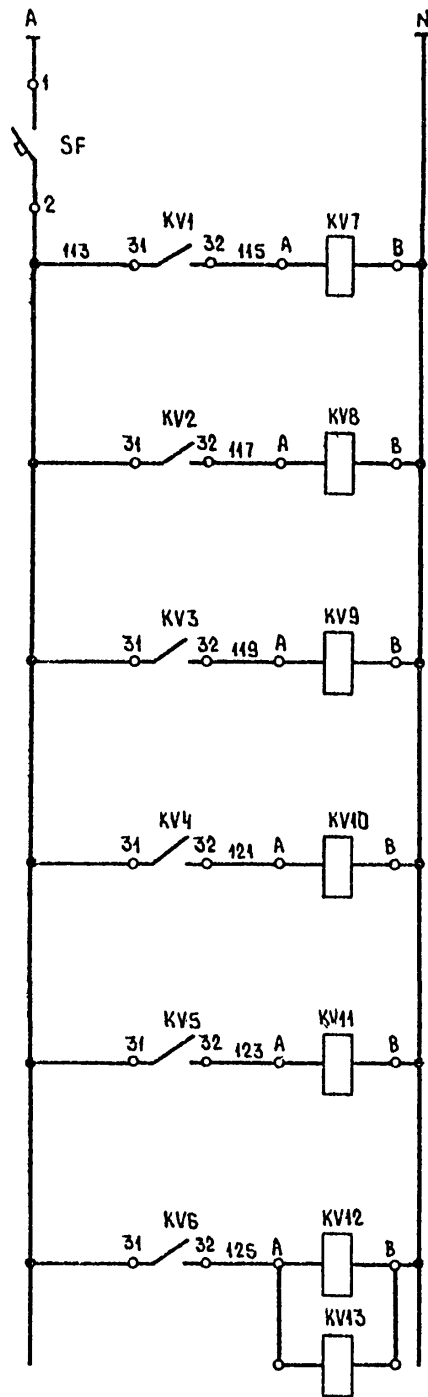 A N
1
SF
2
KV1 KV7
113 31 32 115 A B
KV2 KV8
31 32 117 A B
KV3 KV9
31 32 119 A B
KV4 KV10
31 32 121 A B
KV5 KV11
31 32 123 A B
KV6 KV12
31 32 125 A B
KV13